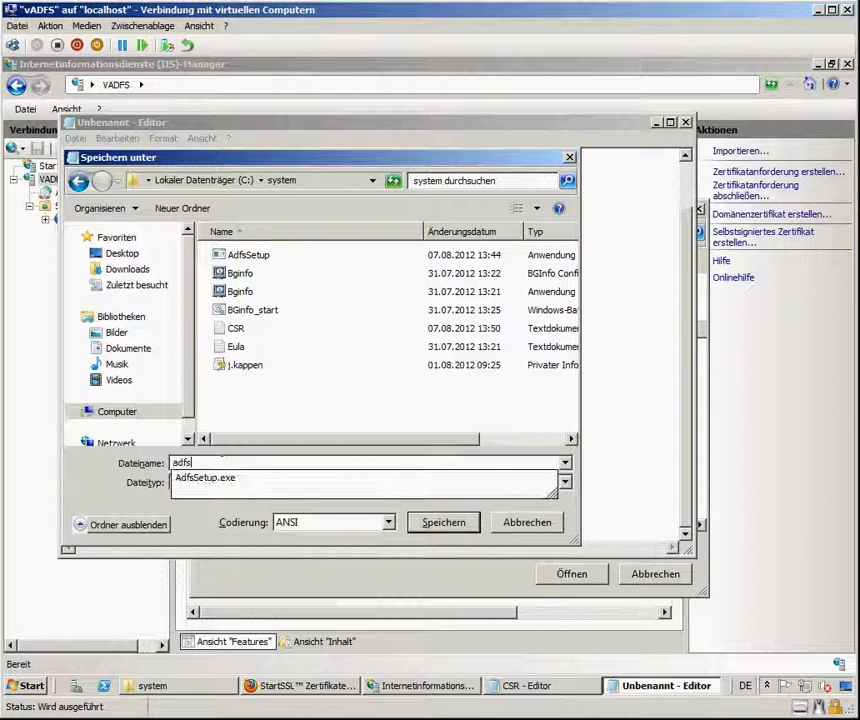 "vADFS" auf "localhost" - Verbindung mit virtuellen Computern
Datei Aktion Medien Zwischenablage Ansicht ?
Internetinformationsdienste (IIS)-Manager
VADFS
Datei Ansicht ?
Verbindun
Star
VAD
Unbenannt - Editor
Datei Bearbeiten Format Ansicht ?
Speichern unter
Lokaler Datenträger (C:) system
system durchsuchen
Organisieren Neuer Ordner
Favoriten
Desktop
Downloads
Zuletzt besucht
Bibliotheken
Bilder
Dokumente
Musik
Videos
Computer
Netzwerk
Name Änderungsdatum Typ
AdfsSetup 07.08.2012 13:44 Anwendung
Bginfo 31.07.2012 13:22 BGInfo Confi
Bginfo 31.07.2012 13:21 Anwendung
BGinfo_start 31.07.2012 13:25 Windows-Ba
CSR 07.08.2012 13:50 Textdokume
Eula 31.07.2012 13:21 Textdokume
j.kappen 01.08.2012 09:25 Privater Info
Dateiname: adfs
AdfsSetup.exe
Dateityp:
Ordner ausblenden
Codierung: ANSI
Speichern Abbrechen
Öffnen Abbrechen
Aktionen
Importieren...
Zertifikatanforderung erstellen...
Zertifikatanforderung
abschließen...
Domänenzertifikat erstellen...
Selbstsigniertes Zertifikat
erstellen...
Hilfe
Onlinehilfe
Ansicht "Features" Ansicht "Inhalt"
Bereit
Start system StartSSL™ Zertifikate... Internetinformations... CSR - Editor Unbenannt - Editor DE
Status: Wird ausgeführt